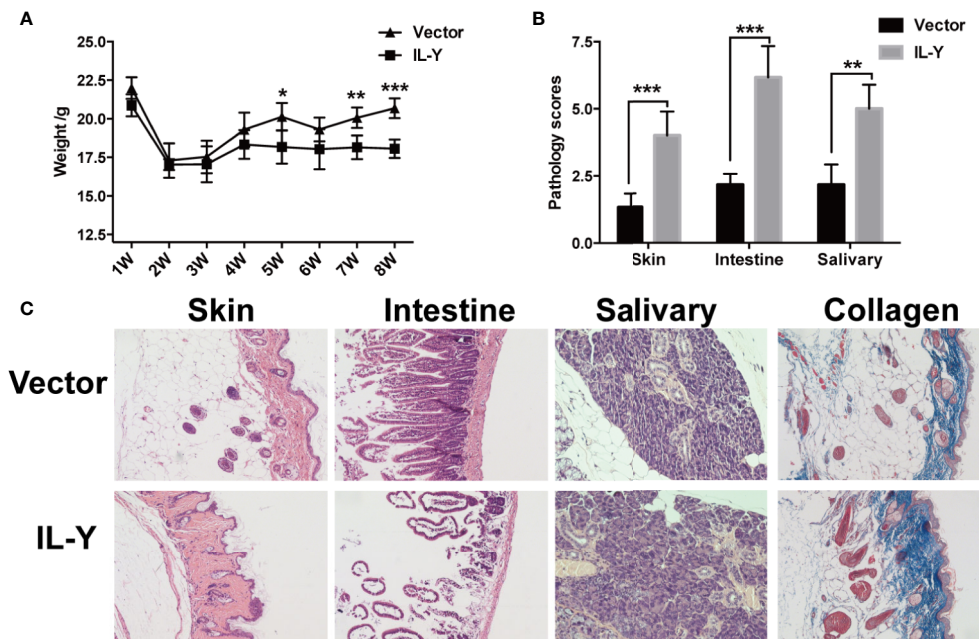 A
Vector
IL-Y
Weight /g
25.0
22.5
20.0
17.5
15.0
12.5
*
**
***
1W
2W
3W
4W
5W
6W
7W
8W
B
Vector
IL-Y
Pathology scores
7.5
5.0
2.5
0.0
***
***
**
Skin
Intestine
Salivary
C
Skin
Intestine
Salivary
Collagen
Vector
IL-Y